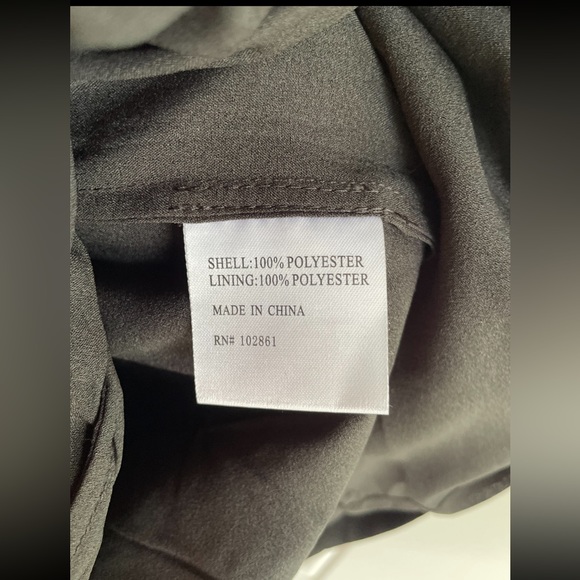 SHELL:100% POLYESTER
LINING:100% POLYESTER
MADE IN CHINA
RN# 102861